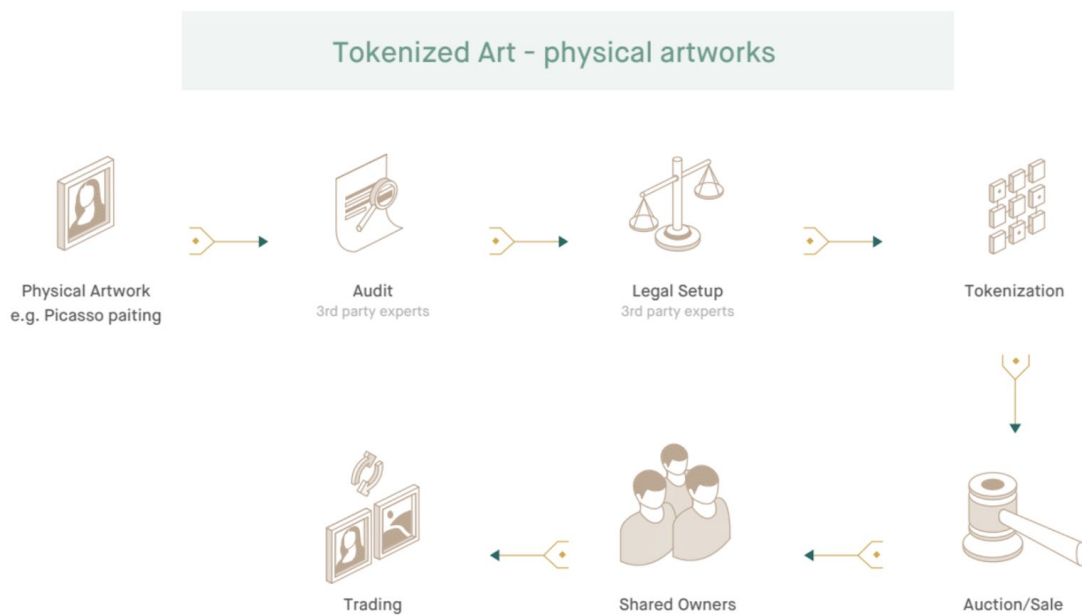 Tokenized Art - physical artworks
Physical Artwork
e.g. Picasso paiting
Audit
3rd party experts
Legal Setup
3rd party experts
Tokenization
Trading
Shared Owners
Auction/Sale